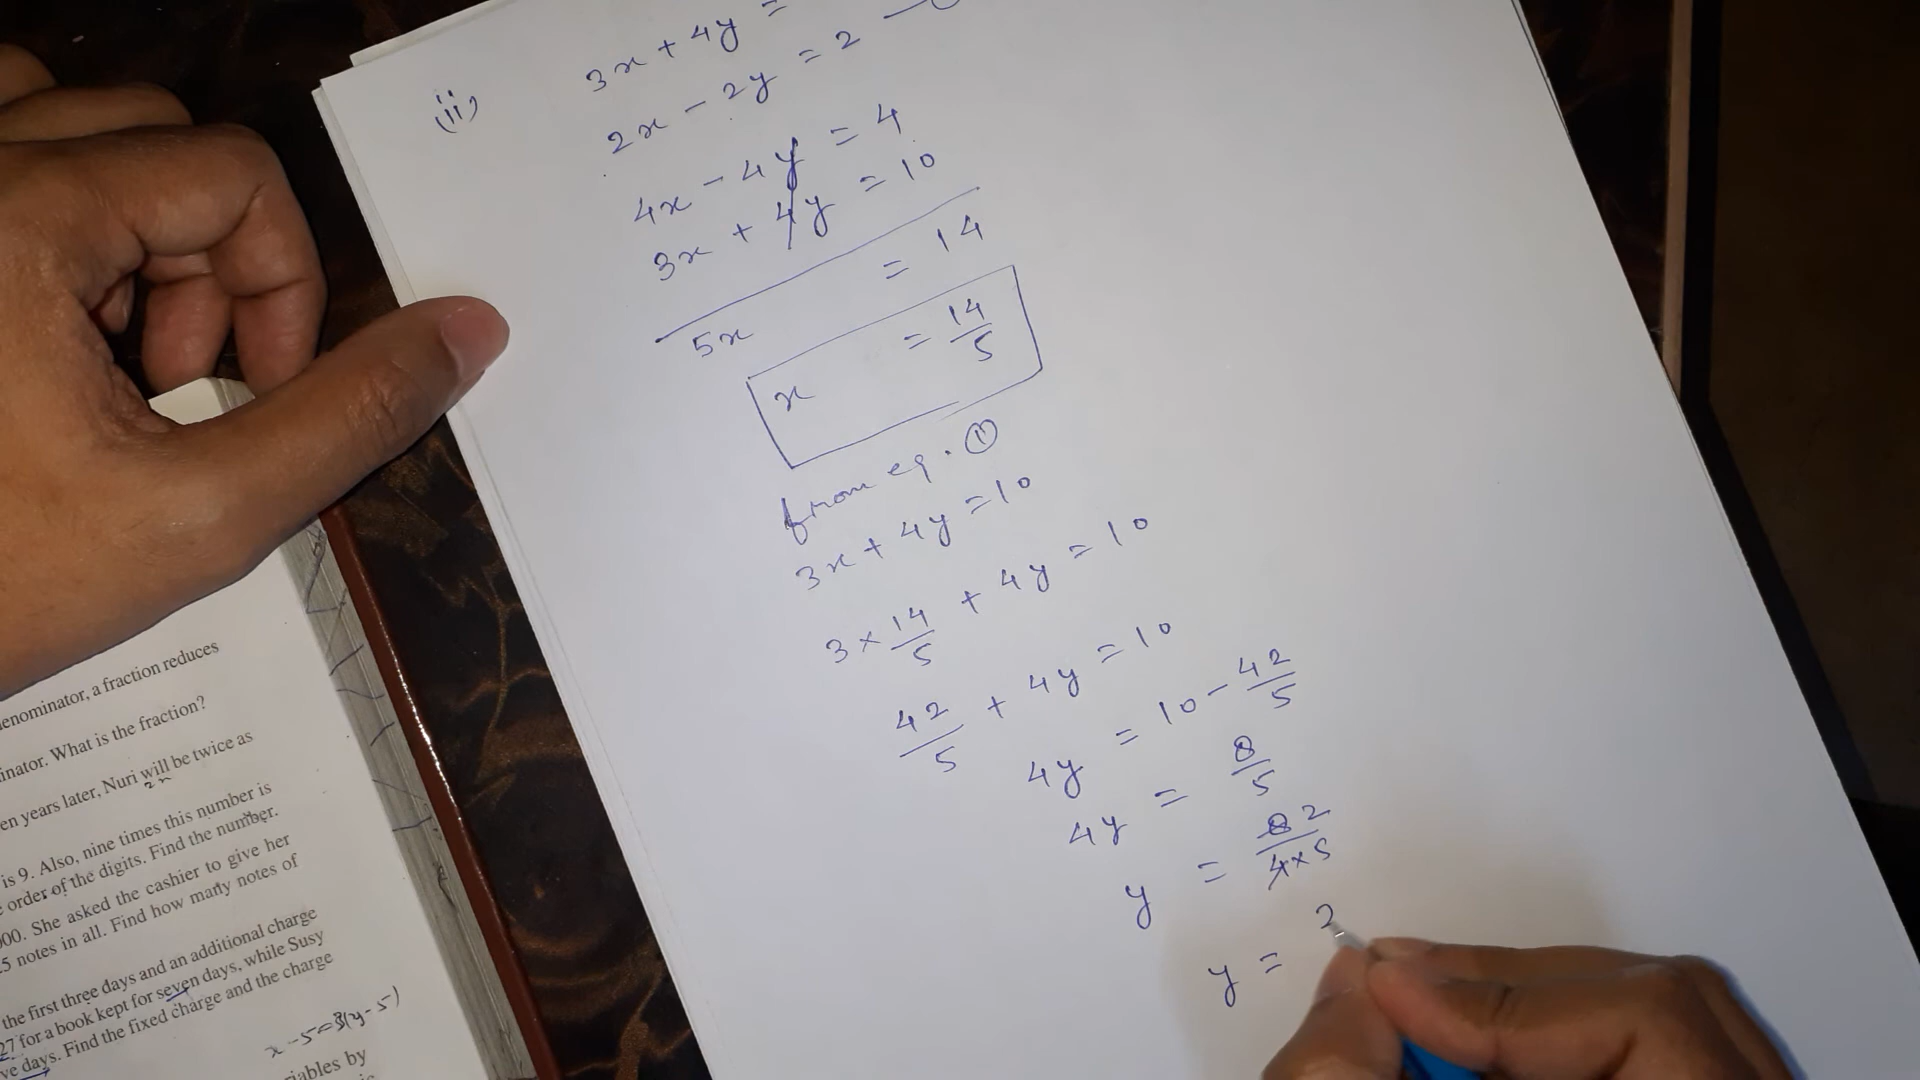 (ii) 3x + 4y =
2x - 2y = 2
4x - 4y = 4
3x + 4y = 10
5x = 14
x = 14/5
from eq. (1)
3x + 4y = 10
3 × 14/5 + 4y = 10
42/5 + 4y = 10
4y = 10 - 42/5
4y = 8/5
y = 8 2/4×5
y = 2
denominator, a fraction reduces
inator. What is the fraction?
en years later, Nuri will be twice as
2x
is 9. Also, nine times this number is
order of the digits. Find the number.
00. She asked the cashier to give her
5 notes in all. Find how many notes of
the first three days and an additional charge
27 for a book kept for seven days, while Susy
ve days. Find the fixed charge and the charge
x - 5 = 3(y - 5)
riables by